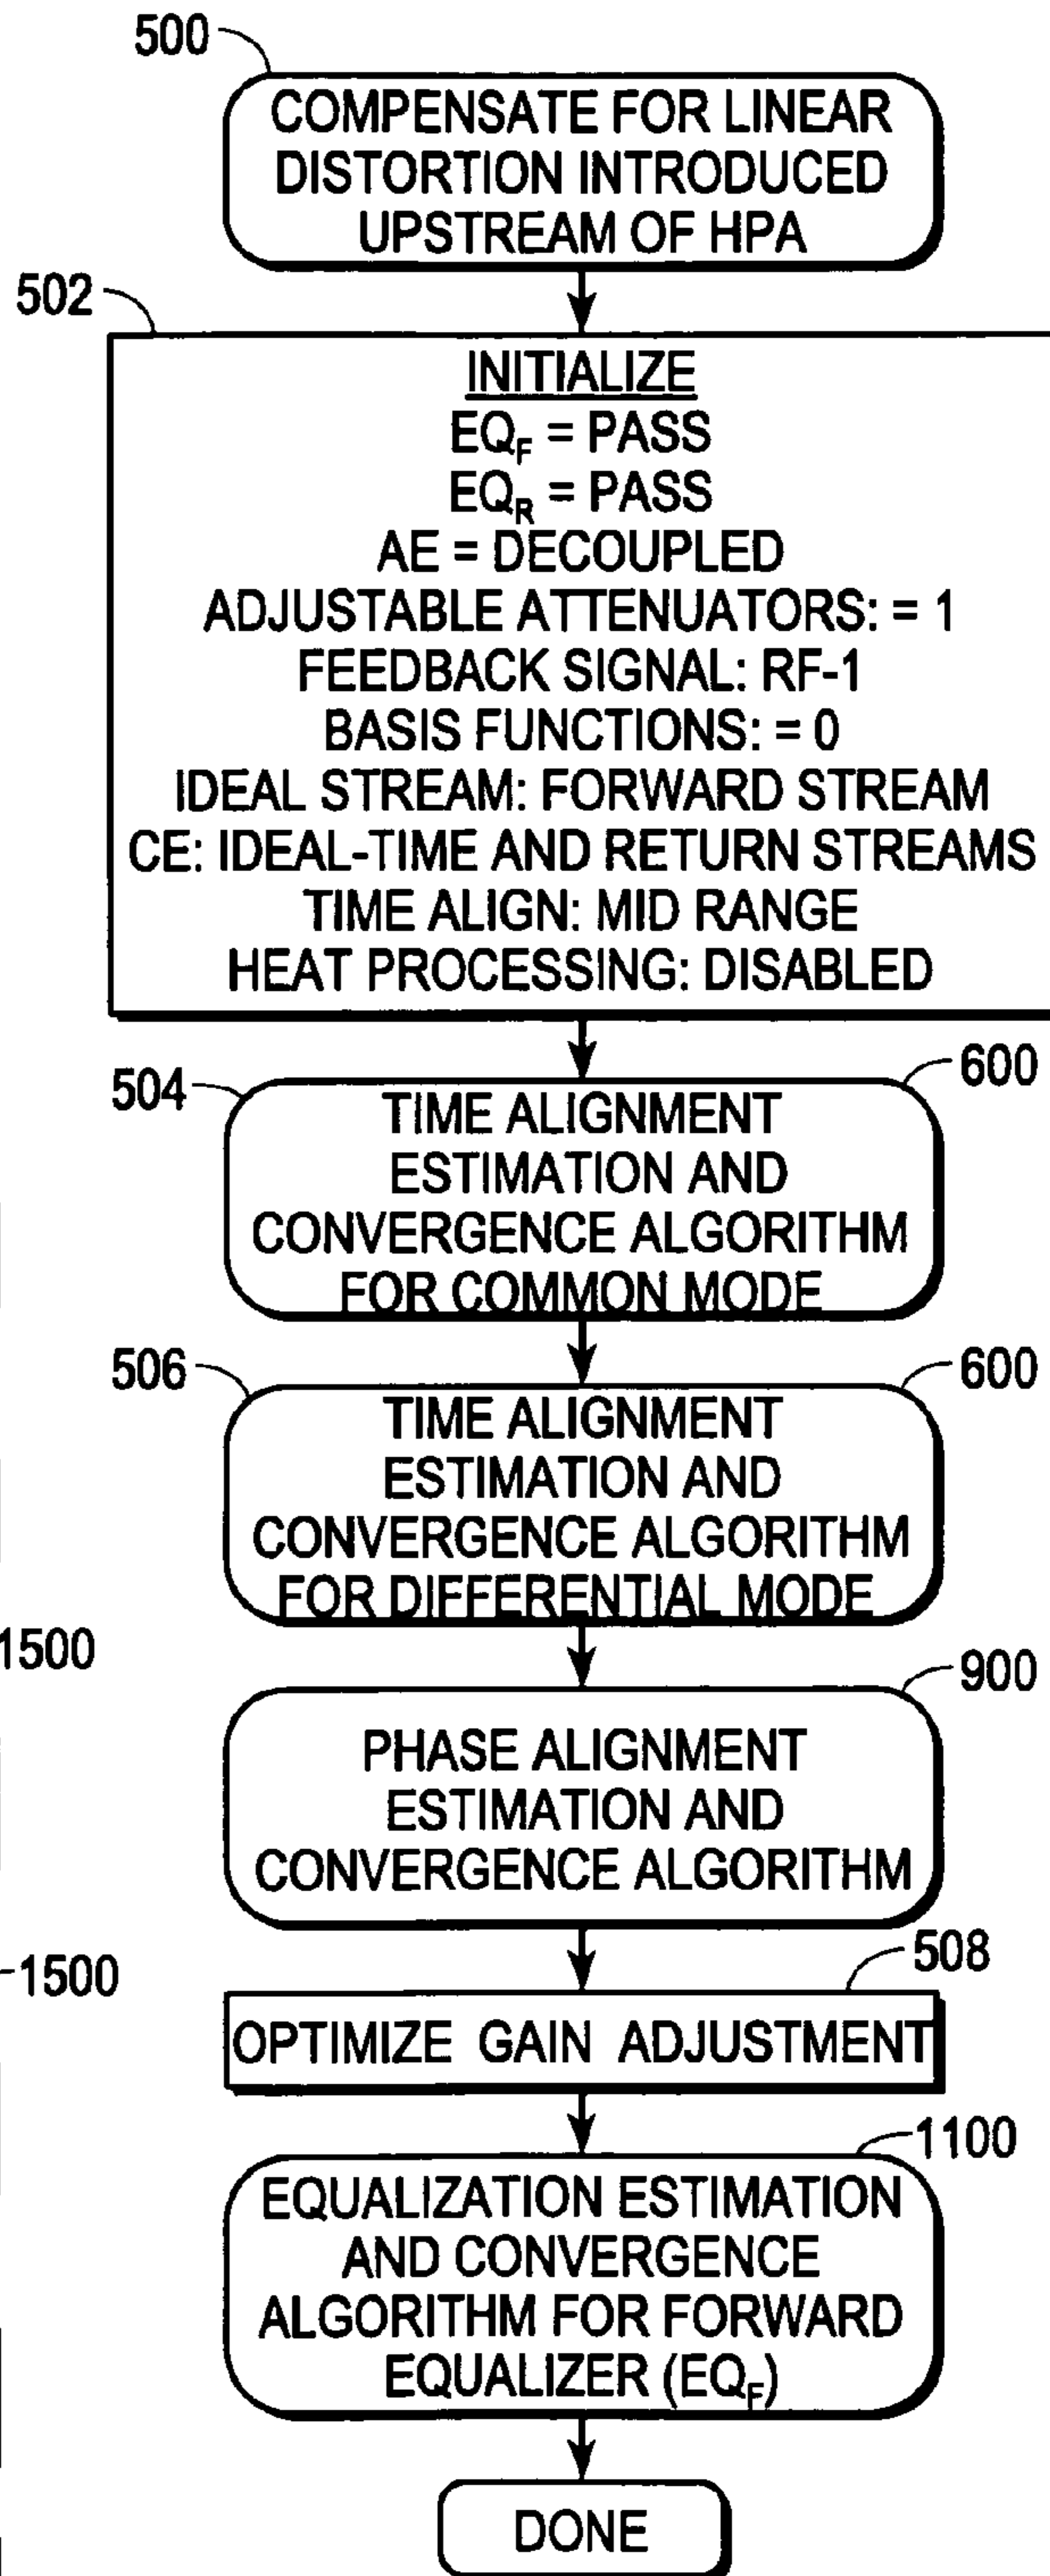 500
COMPENSATE FOR LINEAR
DISTORTION INTRODUCED
UPSTREAM OF HPA
502
INITIALIZE
EQF = PASS
EQR = PASS
AE = DECOUPLED
ADJUSTABLE ATTENUATORS: = 1
FEEDBACK SIGNAL: RF-1
BASIS FUNCTIONS: = 0
IDEAL STREAM: FORWARD STREAM
CE: IDEAL-TIME AND RETURN STREAMS
TIME ALIGN: MID RANGE
HEAT PROCESSING: DISABLED
504
600
TIME ALIGNMENT
ESTIMATION AND
CONVERGENCE ALGORITHM
FOR COMMON MODE
506
600
TIME ALIGNMENT
ESTIMATION AND
CONVERGENCE ALGORITHM
FOR DIFFERENTIAL MODE
1500
900
PHASE ALIGNMENT
ESTIMATION AND
CONVERGENCE ALGORITHM
1500
508
OPTIMIZE GAIN ADJUSTMENT
1100
EQUALIZATION ESTIMATION
AND CONVERGENCE
ALGORITHM FOR FORWARD
EQUALIZER (EQF)
DONE